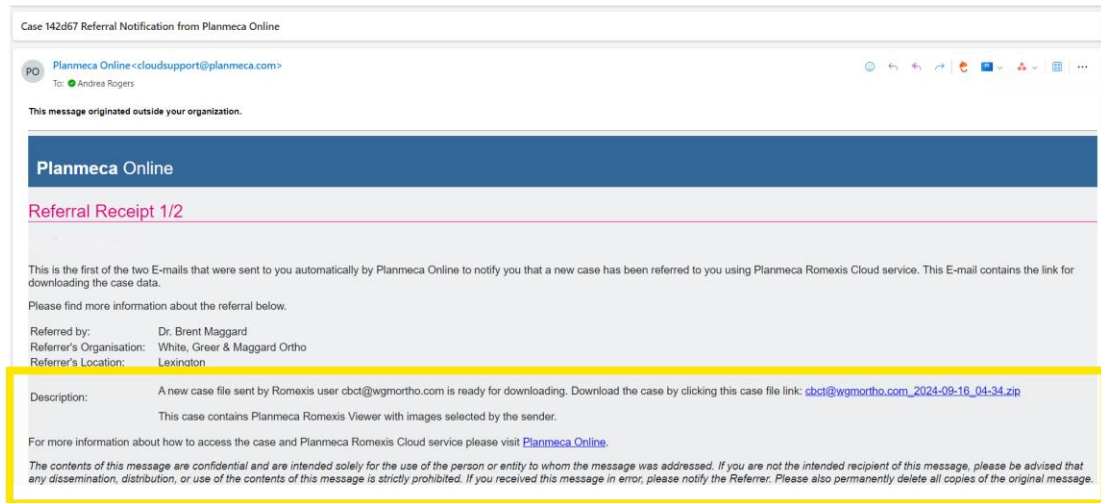 Case 142d67 Referral Notification from Planmeca Online
PO
Planmeca Online<cloudsupport@planmeca.com>
To: Andrea Rogers
This message originated outside your organization.
Planmeca Online
Referral Receipt 1/2
This is the first of the two E-mails that were sent to you automatically by Planmeca Online to notify you that a new case has been referred to you using Planmeca Romexis Cloud service. This E-mail contains the link for
downloading the case data.
Please find more information about the referral below.
Referred by: Dr. Brent Maggard
Referrer's Organisation: White, Greer & Maggard Ortho
Referrer's Location: Lexington
Description: A new case file sent by Romexis user cbct@wgmortho.com is ready for downloading. Download the case by clicking this case file link: cbct@wgmortho.com_2024-09-16_04-34.zip
This case contains Planmeca Romexis Viewer with images selected by the sender.
For more information about how to access the case and Planmeca Romexis Cloud service please visit Planmeca Online.
The contents of this message are confidential and are intended solely for the use of the person or entity to whom the message was addressed. If you are not the intended recipient of this message, please be advised that
any dissemination, distribution, or use of the contents of this message is strictly prohibited. If you received this message in error, please notify the Referrer. Please also permanently delete all copies of the original message.